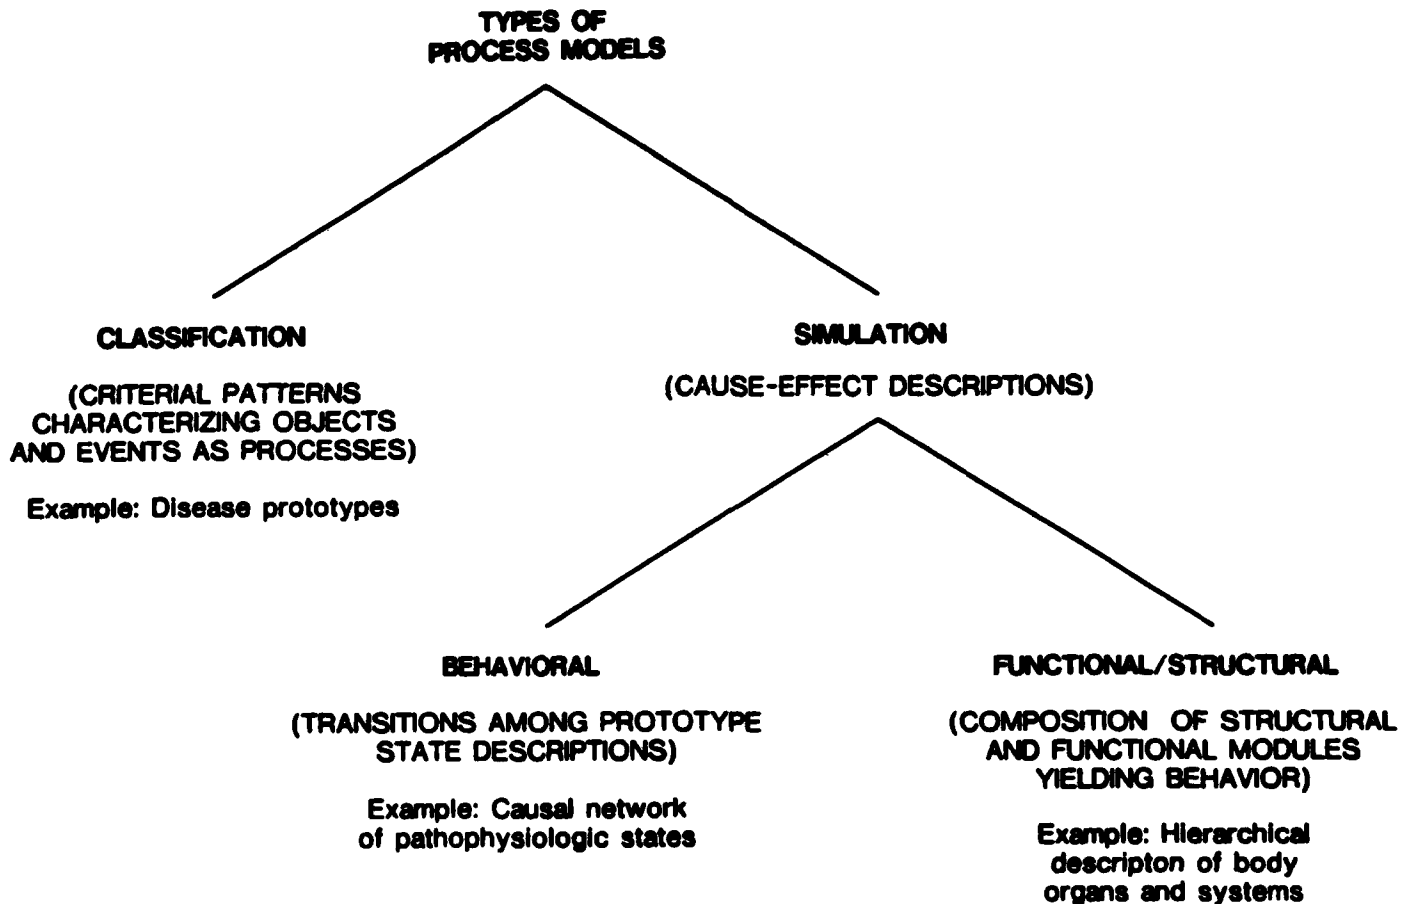 TYPES OF
PROCESS MODELS
CLASSIFICATION
(CRITERIAL PATTERNS
CHARACTERIZING OBJECTS
AND EVENTS AS PROCESSES)
Example: Disease prototypes
SIMULATION
(CAUSE-EFFECT DESCRIPTIONS)
BEHAVIORAL
(TRANSITIONS AMONG PROTOTYPE
STATE DESCRIPTIONS)
Example: Causal network
of pathophysiologic states
FUNCTIONAL/STRUCTURAL
(COMPOSITION OF STRUCTURAL
AND FUNCTIONAL MODULES
YIELDING BEHAVIOR)
Example: Hierarchical
descripton of body
organs and systems